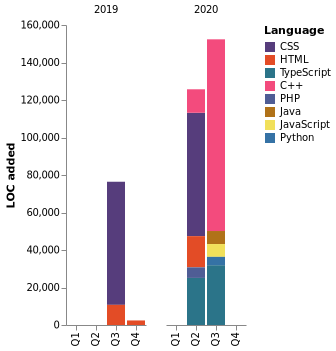 2019 2020
Language
CSS
HTML
TypeScript
C++
PHP
Java
JavaScript
Python
LOC added
160,000
140,000
120,000
100,000
80,000
60,000
40,000
20,000
0
Q1 Q2 Q3 Q4 Q1 Q2 Q3 Q4